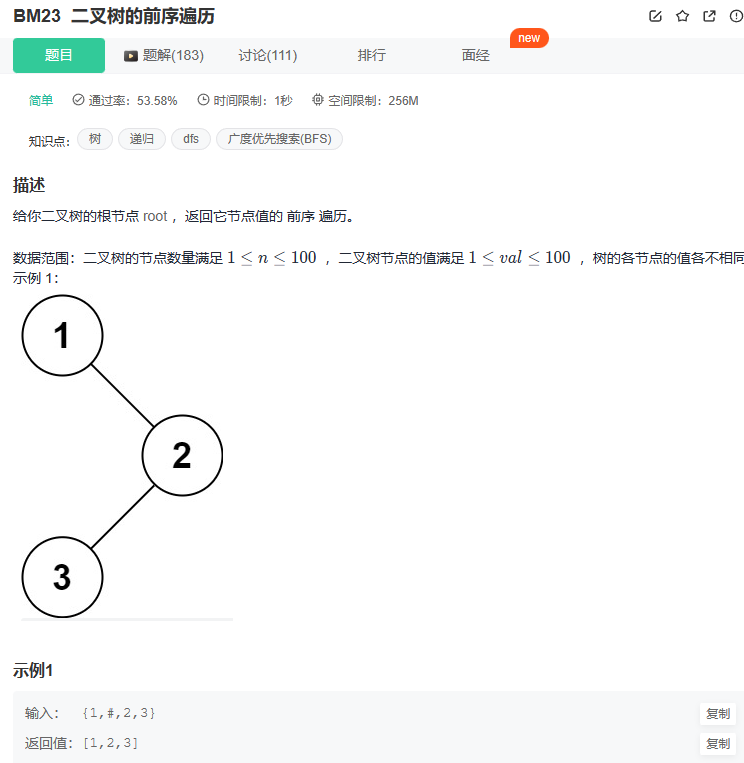 BM23 二叉树的前序遍历
题目 题解(183) 讨论(111) 排行 面经 new
简单 通过率：53.58% 时间限制：1秒 空间限制：256M
知识点： 树 递归 dfs 广度优先搜索(BFS)
描述
给你二叉树的根节点 root ，返回它节点值的 前序 遍历。
数据范围：二叉树的节点数量满足 1 ≤ n ≤ 100 ，二叉树节点的值满足 1 ≤ val ≤ 100 ，树的各节点的值各不相同
示例 1：
1
2
3
示例1
输入： {1,#,2,3} 复制
返回值：[1,2,3] 复制